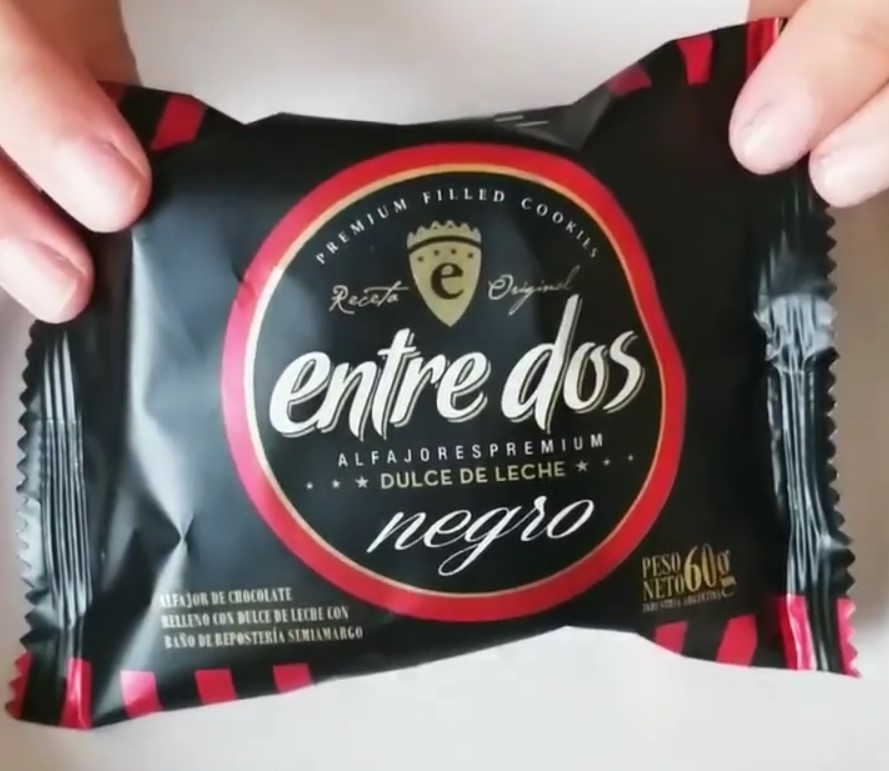 PREMIUM FILLED COOKIES
e
Receta Original
entre dos
ALFAJORESPREMIUM
DULCE DE LECHE
negro
ALFAJOR DE CHOCOLATE
RELLENO CON DULCE DE LECHE CON
BAÑO DE REPOSTERÍA SEMIAMARGO
PESO
NETO 60g
INDUSTRIA ARGENTINA